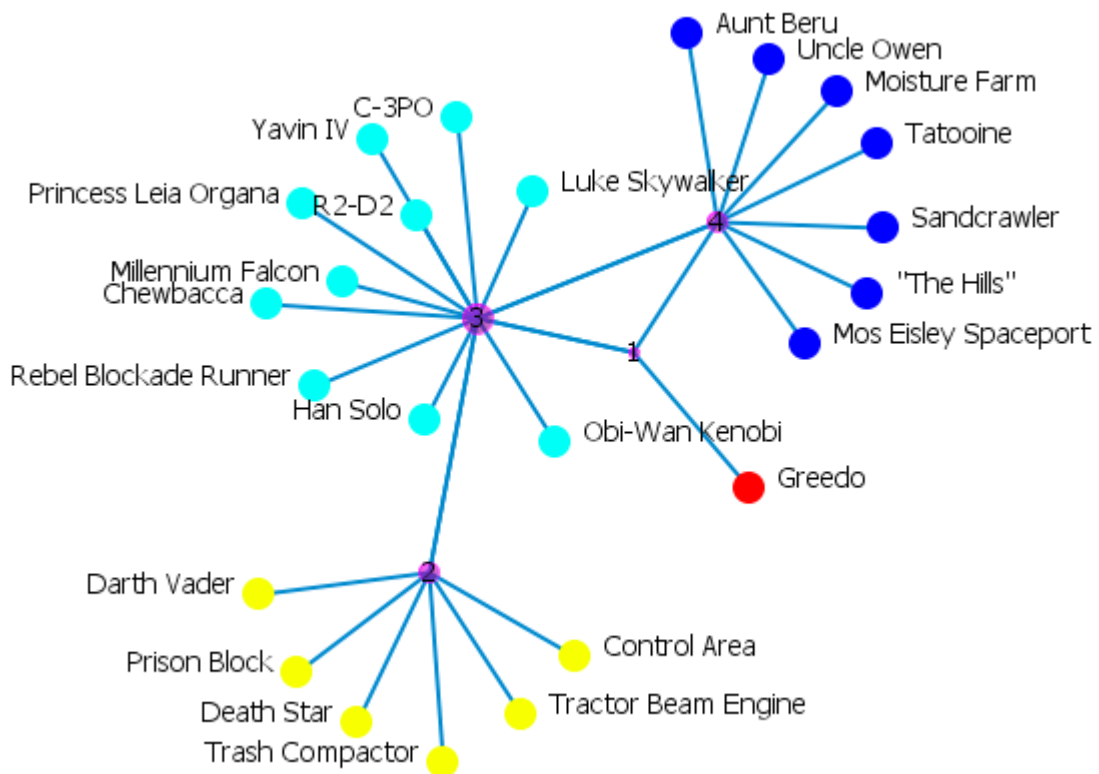 Aunt Beru
Uncle Owen
Moisture Farm
C-3PO
Yavin IV
Tatooine
Luke Skywalker
Princess Leia Organa
R2-D2
4
Sandcrawler
Millennium Falcon
"The Hills"
Chewbacca
3
Mos Eisley Spaceport
1
Rebel Blockade Runner
Han Solo
Obi-Wan Kenobi
Greedo
2
Darth Vader
Control Area
Prison Block
Tractor Beam Engine
Death Star
Trash Compactor